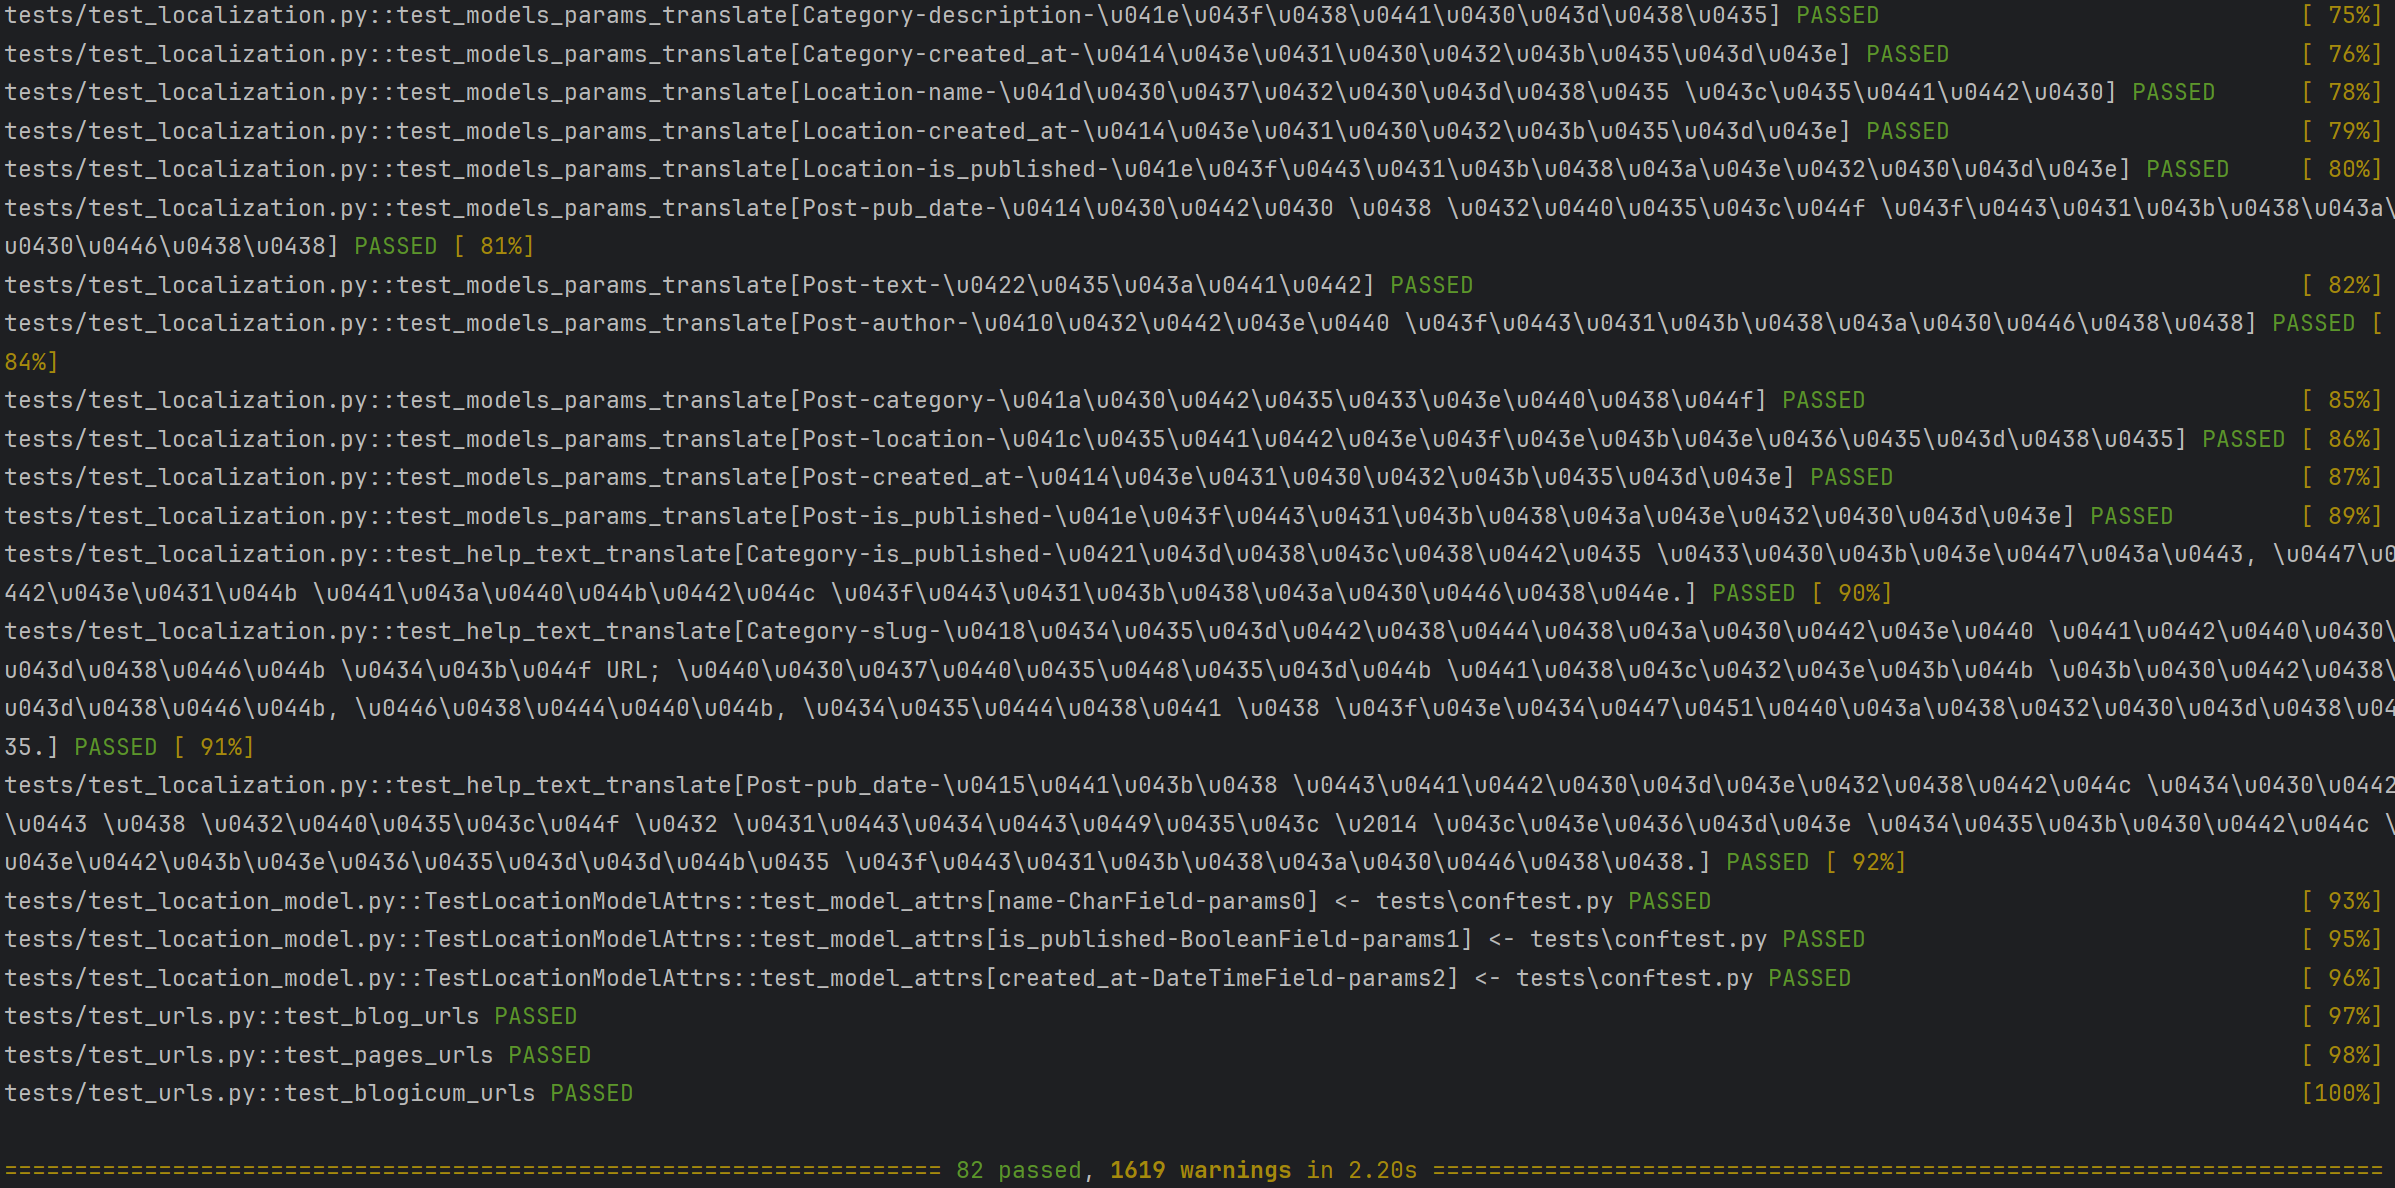 tests/test_localization.py::test_models_params_translate[Category-description-\u041e\u043f\u0438\u0441\u0430\u043d\u0438\u0435] PASSED [ 75%]
tests/test_localization.py::test_models_params_translate[Category-created_at-\u0414\u043e\u0431\u0430\u0432\u043b\u0435\u043d\u043e] PASSED [ 76%]
tests/test_localization.py::test_models_params_translate[Location-name-\u041d\u0430\u0437\u0432\u0430\u043d\u0438\u0435 \u043c\u0435\u0441\u0442\u0430] PASSED [ 78%]
tests/test_localization.py::test_models_params_translate[Location-created_at-\u0414\u043e\u0431\u0430\u0432\u043b\u0435\u043d\u043e] PASSED [ 79%]
tests/test_localization.py::test_models_params_translate[Location-is_published-\u041e\u043f\u0443\u0431\u043b\u0438\u043a\u043e\u0432\u0430\u043d\u043e] PASSED [ 80%]
tests/test_localization.py::test_models_params_translate[Post-pub_date-\u0414\u0430\u0442\u0430 \u0438 \u0432\u0440\u0435\u043c\u044f \u043f\u0443\u0431\u043b\u0438\u043a\
u0430\u0446\u0438\u0438] PASSED [ 81%]
tests/test_localization.py::test_models_params_translate[Post-text-\u0422\u0435\u043a\u0441\u0442] PASSED [ 82%]
tests/test_localization.py::test_models_params_translate[Post-author-\u0410\u0432\u0442\u043e\u0440 \u043f\u0443\u0431\u043b\u0438\u043a\u0430\u0446\u0438\u0438] PASSED [
84%]
tests/test_localization.py::test_models_params_translate[Post-category-\u041a\u0430\u0442\u0435\u0433\u043e\u0440\u0438\u044f] PASSED [ 85%]
tests/test_localization.py::test_models_params_translate[Post-location-\u041c\u0435\u0441\u0442\u043e\u043f\u043e\u043b\u043e\u0436\u0435\u043d\u0438\u0435] PASSED [ 86%]
tests/test_localization.py::test_models_params_translate[Post-created_at-\u0414\u043e\u0431\u0430\u0432\u043b\u0435\u043d\u043e] PASSED [ 87%]
tests/test_localization.py::test_models_params_translate[Post-is_published-\u041e\u043f\u0443\u0431\u043b\u0438\u043a\u043e\u0432\u0430\u043d\u043e] PASSED [ 89%]
tests/test_localization.py::test_help_text_translate[Category-is_published-\u0421\u043d\u0438\u043c\u0438\u0442\u0435 \u0433\u0430\u043b\u043e\u0447\u043a\u0443, \u0447\u0
442\u043e\u0431\u044b \u0441\u043a\u0440\u044b\u0442\u044c \u043f\u0443\u0431\u043b\u0438\u043a\u0430\u0446\u0438\u044e.] PASSED [ 90%]
tests/test_localization.py::test_help_text_translate[Category-slug-\u0418\u0434\u0435\u043d\u0442\u0438\u0444\u0438\u043a\u0430\u0442\u043e\u0440 \u0441\u0442\u0440\u0430\
u043d\u0438\u0446\u044b \u0434\u043b\u044f URL; \u0440\u0430\u0437\u0440\u0435\u0448\u0435\u043d\u044b \u0441\u0438\u043c\u0432\u043e\u043b\u044b \u043b\u0430\u0442\u0438\
u043d\u0438\u0446\u044b, \u0446\u0438\u0444\u0440\u044b, \u0434\u0435\u0444\u0438\u0441 \u0438 \u043f\u043e\u0434\u0447\u0451\u0440\u043a\u0438\u0432\u0430\u043d\u0438\u04
35.] PASSED [ 91%]
tests/test_localization.py::test_help_text_translate[Post-pub_date-\u0415\u0441\u043b\u0438 \u0443\u0441\u0442\u0430\u043d\u043e\u0432\u0438\u0442\u044c \u0434\u0430\u0442
\u0443 \u0438 \u0432\u0440\u0435\u043c\u044f \u0432 \u0431\u0443\u0434\u0443\u0449\u0435\u043c \u2014 \u043c\u043e\u0436\u043d\u043e \u0434\u0435\u043b\u0430\u0442\u044c \
u043e\u0442\u043b\u043e\u0436\u0435\u043d\u043d\u044b\u0435 \u043f\u0443\u0431\u043b\u0438\u043a\u0430\u0446\u0438\u0438.] PASSED [ 92%]
tests/test_location_model.py::TestLocationModelAttrs::test_model_attrs[name-CharField-params0] <- tests\conftest.py PASSED [ 93%]
tests/test_location_model.py::TestLocationModelAttrs::test_model_attrs[is_published-BooleanField-params1] <- tests\conftest.py PASSED [ 95%]
tests/test_location_model.py::TestLocationModelAttrs::test_model_attrs[created_at-DateTimeField-params2] <- tests\conftest.py PASSED [ 96%]
tests/test_urls.py::test_blog_urls PASSED [ 97%]
tests/test_urls.py::test_pages_urls PASSED [ 98%]
tests/test_urls.py::test_blogicum_urls PASSED [100%]
=================================================================== 82 passed, 1619 warnings in 2.20s ====================================================================